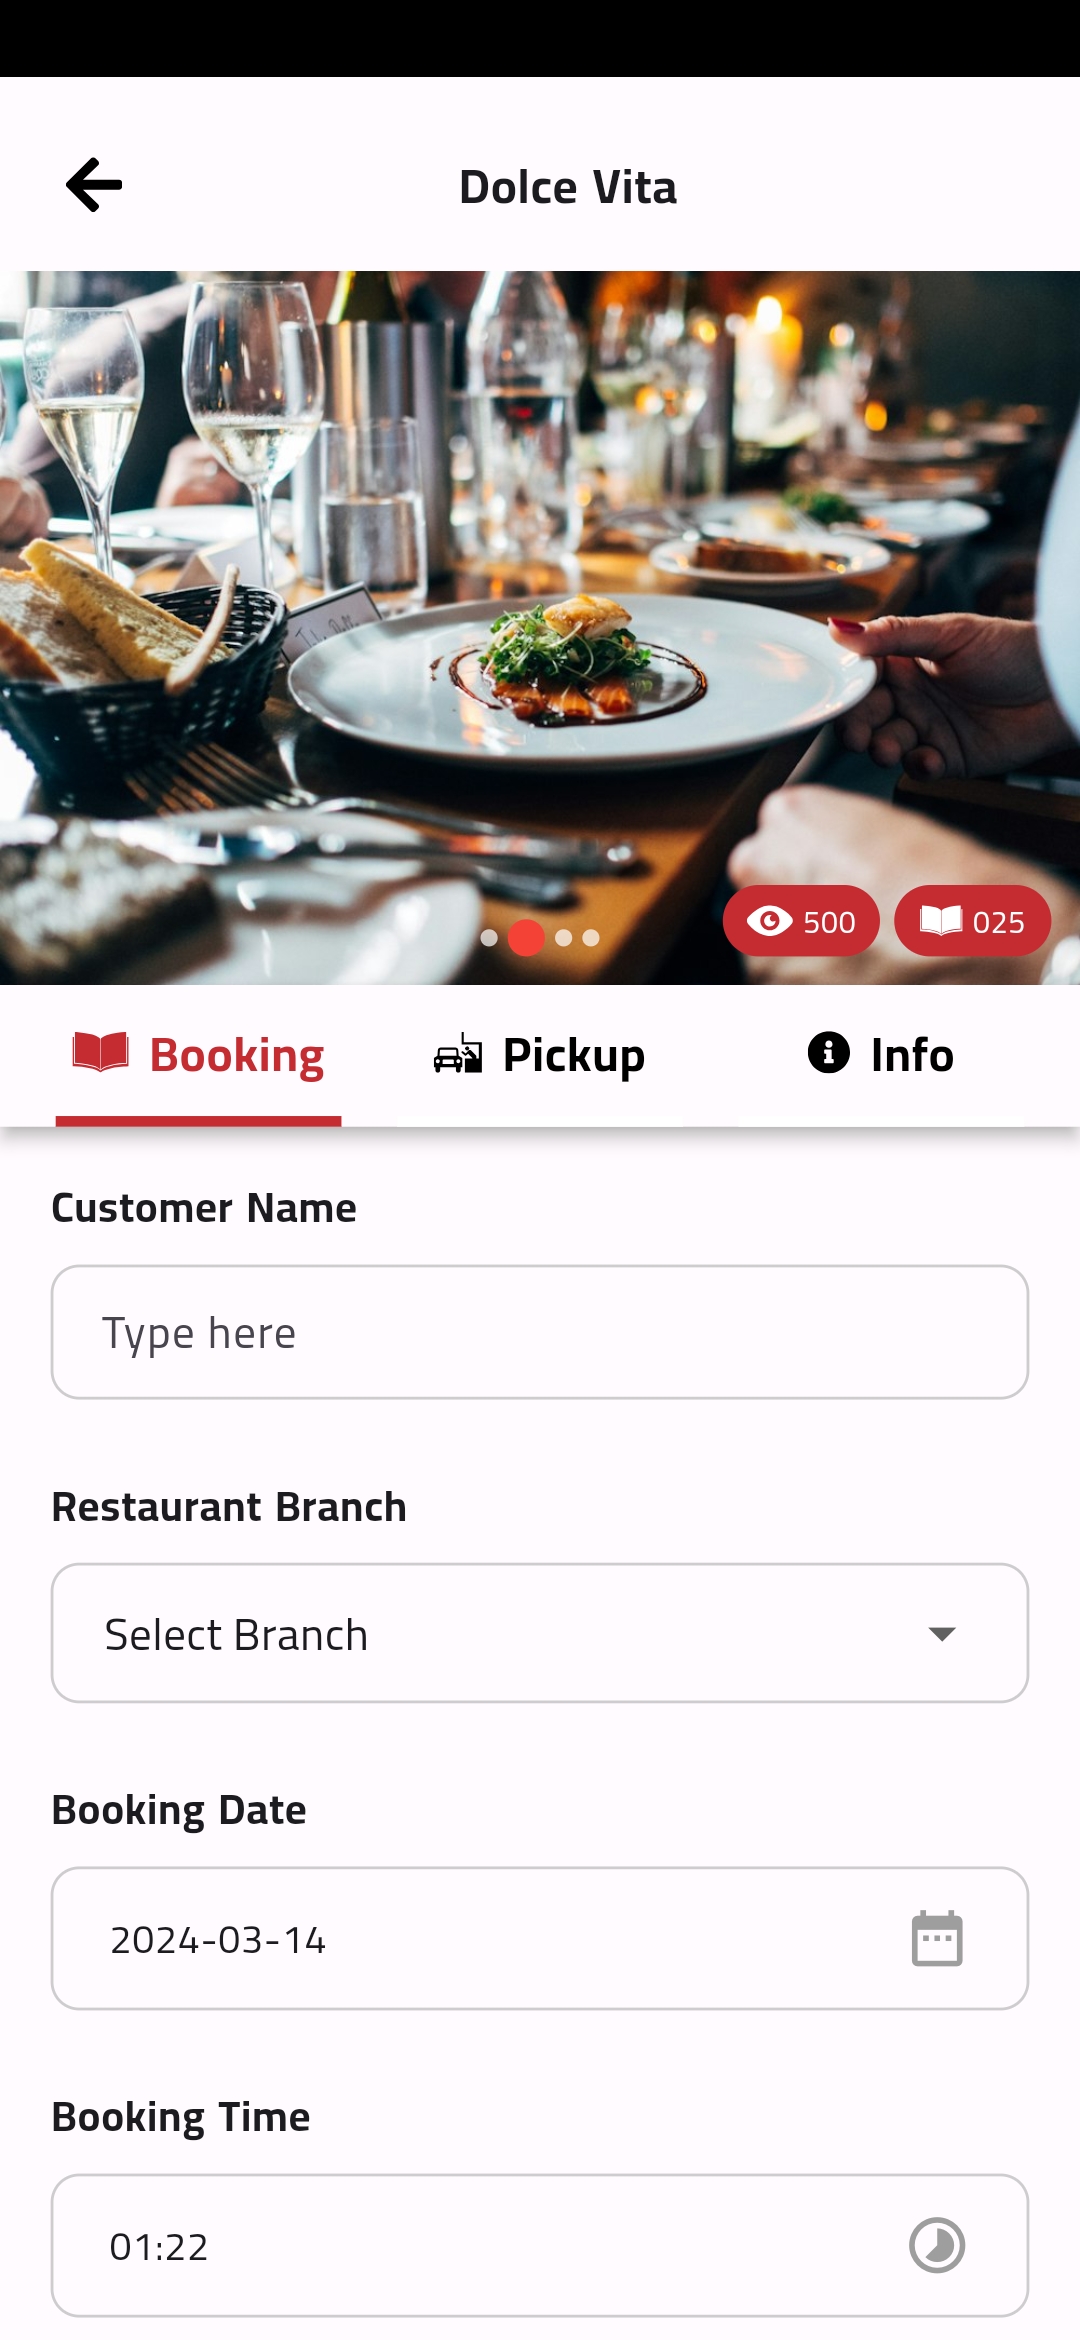 Dolce Vita
500
025
Booking
Pickup
Info
Customer Name
Type here
Restaurant Branch
Select Branch
Booking Date
2024-03-14
Booking Time
01:22